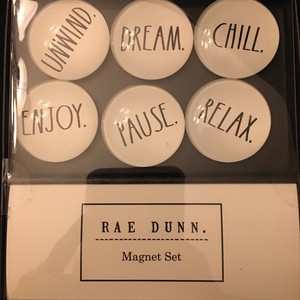 UNWIND. DREAM. CHILL.
ENJOY. PAUSE. RELAX.
RAE DUNN.
Magnet Set